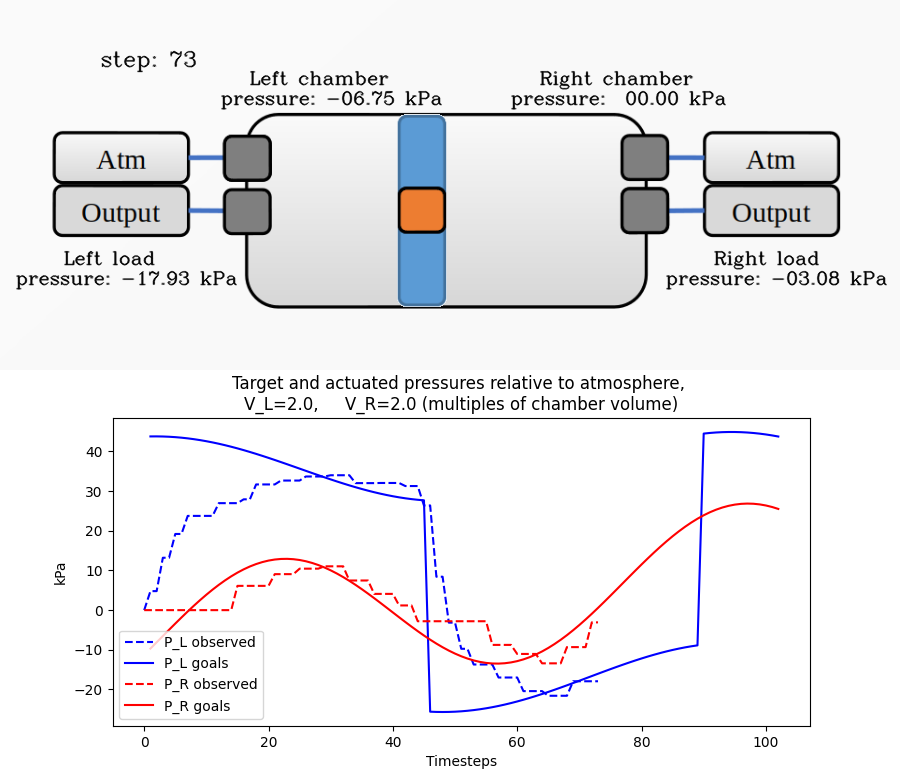 step: 73
Left chamber
pressure: −06.75 kPa
Right chamber
pressure:  00.00 kPa
Atm
Output
Atm
Output
Left load
pressure: −17.93 kPa
Right load
pressure: −03.08 kPa
Target and actuated pressures relative to atmosphere,
V_L=2.0,     V_R=2.0 (multiples of chamber volume)
40
30
20
10
0
−10
−20
kPa
P_L observed
P_L goals
P_R observed
P_R goals
0 20 40 60 80 100
Timesteps